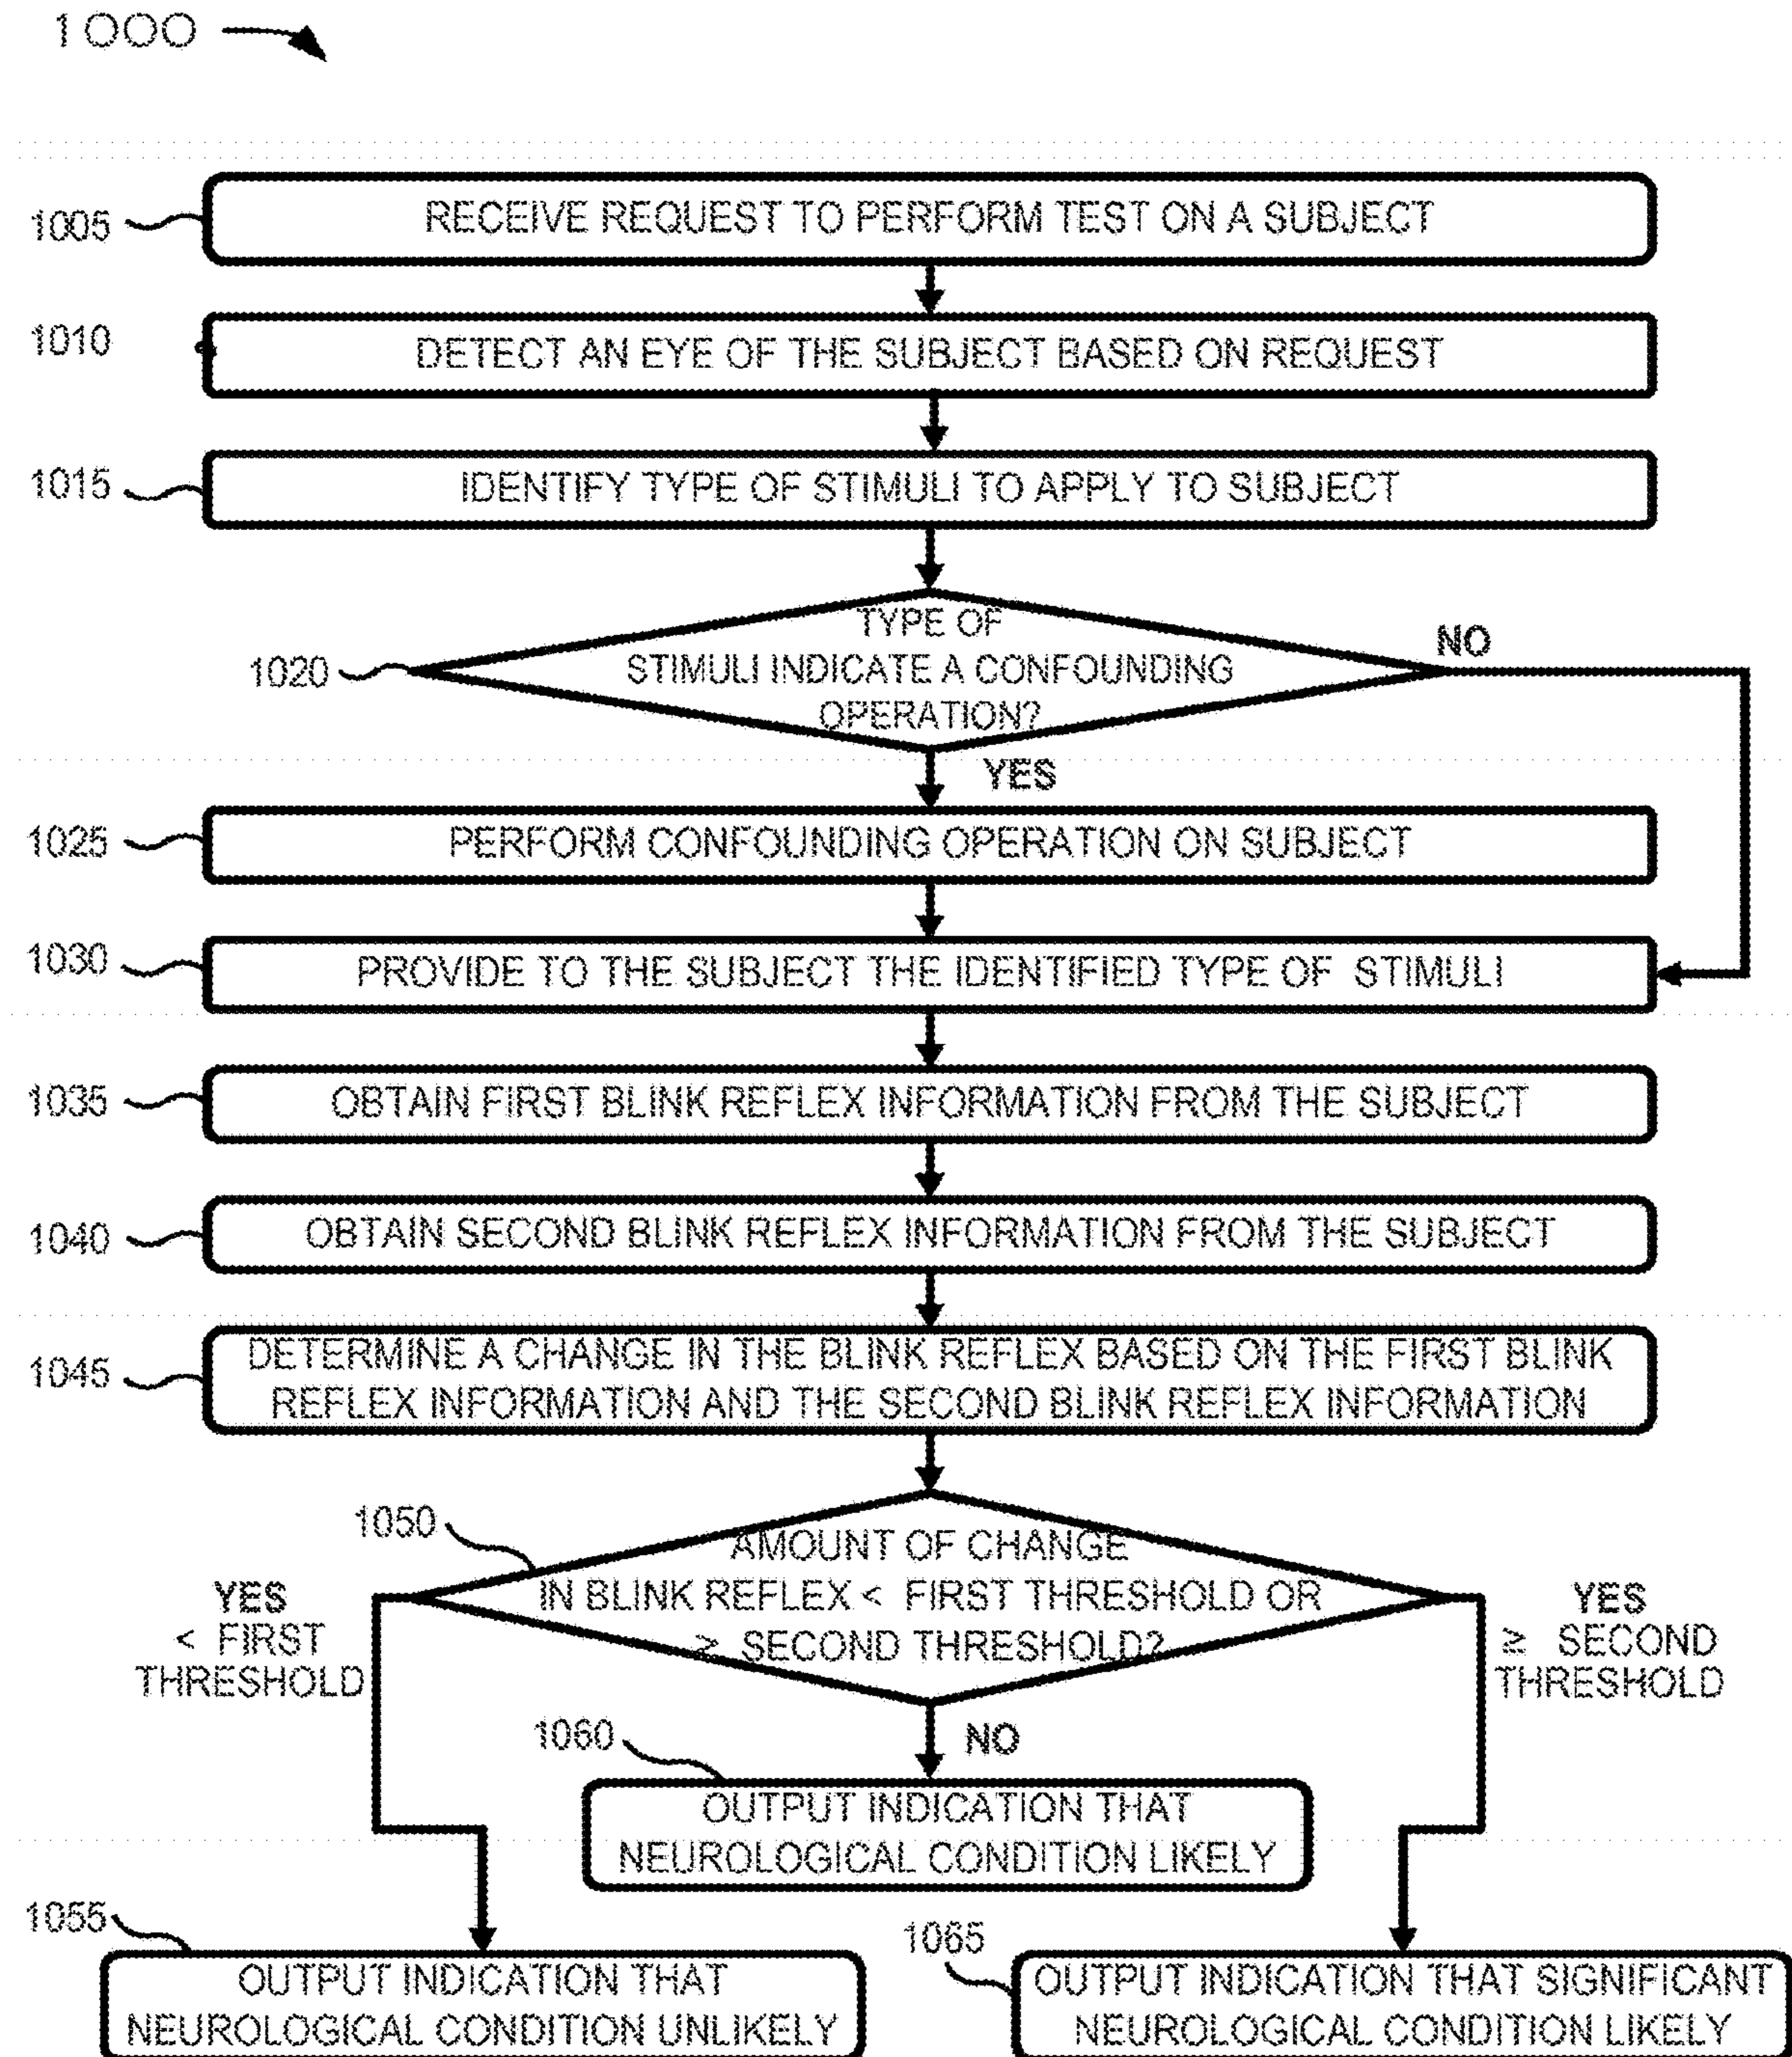 1000
1005
RECEIVE REQUEST TO PERFORM TEST ON A SUBJECT
1010
DETECT AN EYE OF THE SUBJECT BASED ON REQUEST
1015
IDENTIFY TYPE OF STIMULI TO APPLY TO SUBJECT
1020
TYPE OF
STIMULI INDICATE A CONFOUNDING
OPERATION?
NO
YES
1025
PERFORM CONFOUNDING OPERATION ON SUBJECT
1030
PROVIDE TO THE SUBJECT THE IDENTIFIED TYPE OF STIMULI
1035
OBTAIN FIRST BLINK REFLEX INFORMATION FROM THE SUBJECT
1040
OBTAIN SECOND BLINK REFLEX INFORMATION FROM THE SUBJECT
1045
DETERMINE A CHANGE IN THE BLINK REFLEX BASED ON THE FIRST BLINK
REFLEX INFORMATION AND THE SECOND BLINK REFLEX INFORMATION
1050
AMOUNT OF CHANGE
IN BLINK REFLEX < FIRST THRESHOLD OR
≥ SECOND THRESHOLD?
YES
< FIRST
THRESHOLD
YES
≥ SECOND
THRESHOLD
1060
NO
OUTPUT INDICATION THAT
NEUROLOGICAL CONDITION LIKELY
1055
OUTPUT INDICATION THAT
NEUROLOGICAL CONDITION UNLIKELY
1065
OUTPUT INDICATION THAT SIGNIFICANT
NEUROLOGICAL CONDITION LIKELY